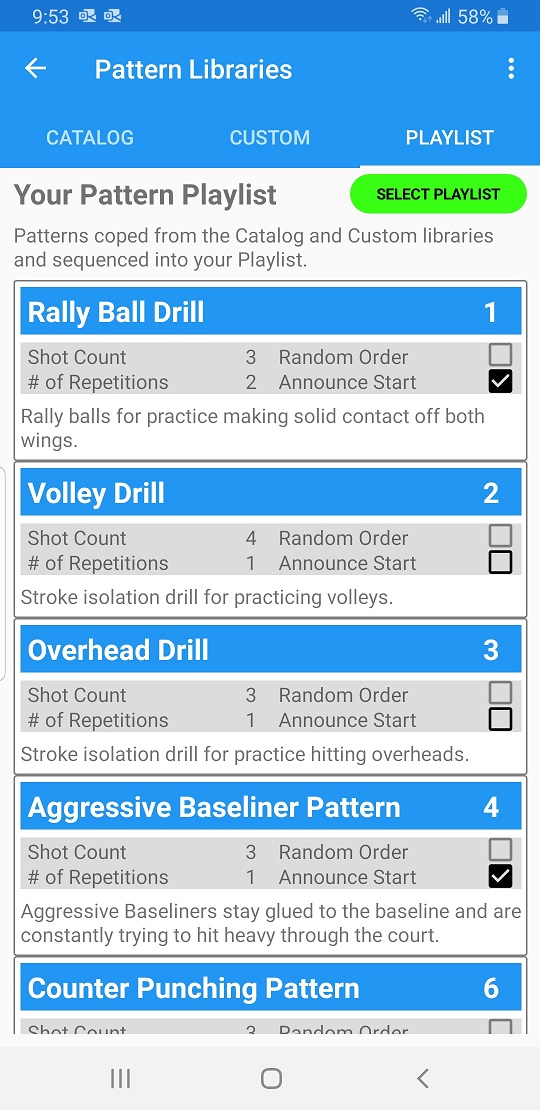 9:53 58%
Pattern Libraries
CATALOG CUSTOM PLAYLIST
Your Pattern Playlist SELECT PLAYLIST
Patterns coped from the Catalog and Custom libraries
and sequenced into your Playlist.
Rally Ball Drill 1
Shot Count 3 Random Order
# of Repetitions 2 Announce Start
Rally balls for practice making solid contact off both
wings.
Volley Drill 2
Shot Count 4 Random Order
# of Repetitions 1 Announce Start
Stroke isolation drill for practicing volleys.
Overhead Drill 3
Shot Count 3 Random Order
# of Repetitions 1 Announce Start
Stroke isolation drill for practice hitting overheads.
Aggressive Baseliner Pattern 4
Shot Count 3 Random Order
# of Repetitions 1 Announce Start
Aggressive Baseliners stay glued to the baseline and are
constantly trying to hit heavy through the court.
Counter Punching Pattern 6
Shot Count 3 Random Order